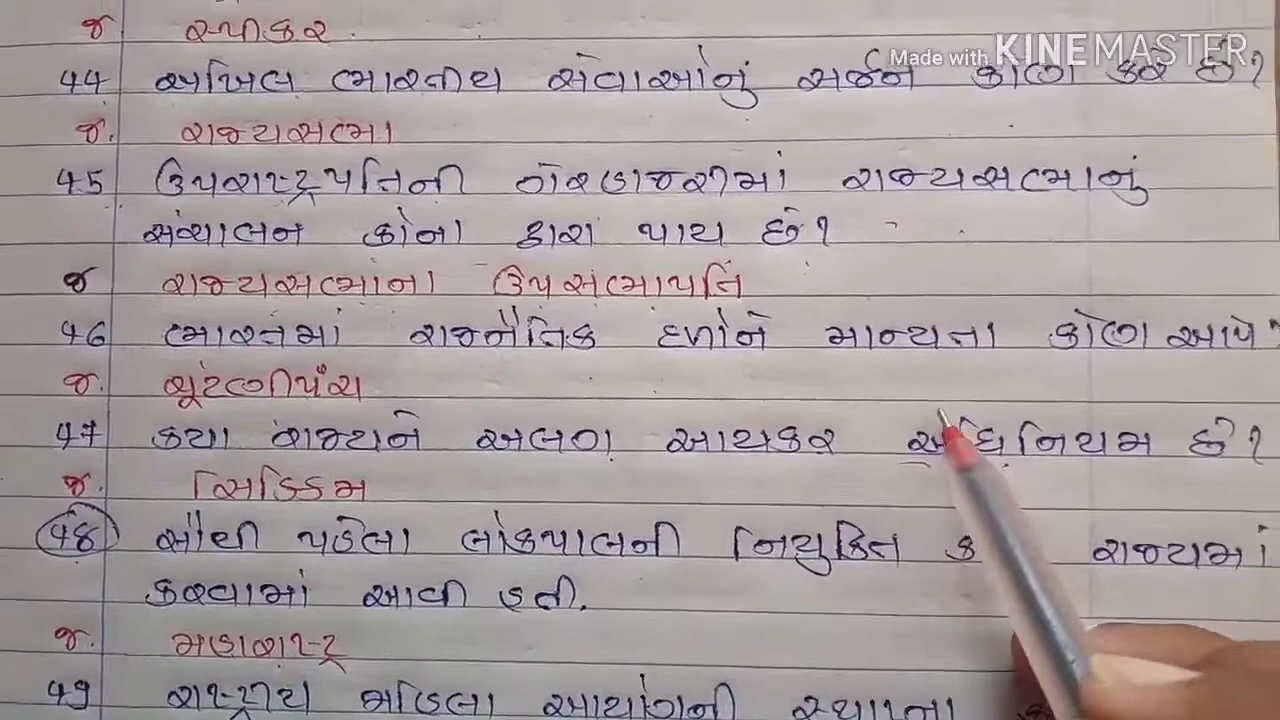 જ સ્પીકર.
44 અખિલ ભારતીય સેવાઓનું સર્જન કોણ કરે છે?
Made with KINEMASTER
જ. રાજ્યસભા
45 ઉપરાષ્ટ્રપતિની ગેરહાજરીમાં રાજ્યસભાનું
સંચાલન કોના દ્વારા થાય છે?
જ રાજ્યસભાના ઉપસભાપતિ
46 ભારતમાં રાજનૈતિક દળોને માન્યતા કોણ આપે
જ. ચૂંટણીપંચ
47 કયા રાજ્યને અલગ આયકર અધિનિયમ છે?
જ. સિક્કિમ
48 સૌથી પહેલા લોકપાલની નિયુક્તિ ક રાજ્યમાં
કરવામાં આવી હતી.
જ. મહારાષ્ટ્ર
49 રાષ્ટ્રીય મહિલા આયોગની સ્થાપના